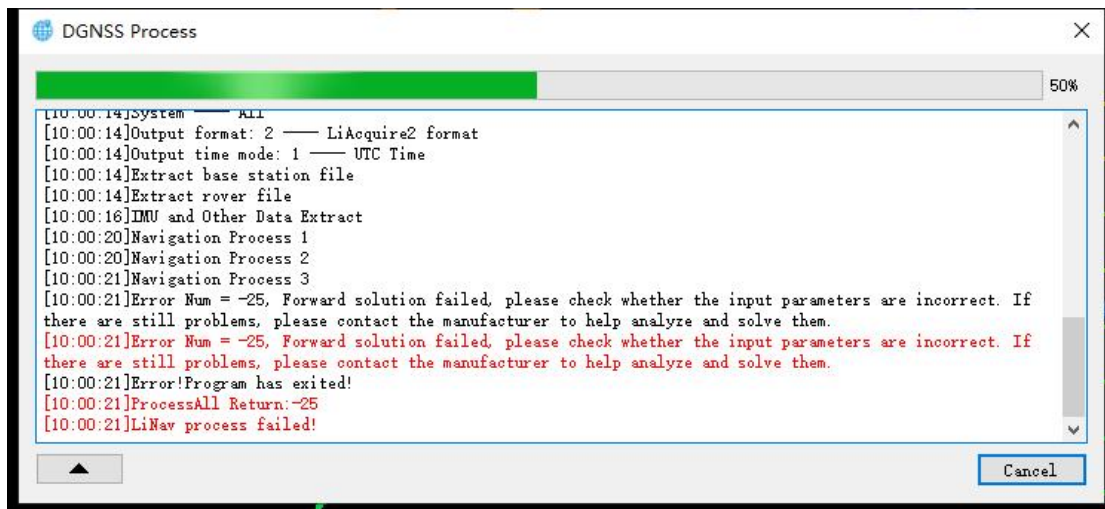 DGNSS Process
50%
[10:00:14]System —— All
[10:00:14]Output format: 2 —— LiAcquire2 format
[10:00:14]Output time mode: 1 —— UTC Time
[10:00:14]Extract base station file
[10:00:14]Extract rover file
[10:00:16]IMU and Other Data Extract
[10:00:20]Navigation Process 1
[10:00:20]Navigation Process 2
[10:00:21]Navigation Process 3
[10:00:21]Error Num = -25, Forward solution failed, please check whether the input parameters are incorrect. If
there are still problems, please contact the manufacturer to help analyze and solve them.
[10:00:21]Error Num = -25, Forward solution failed, please check whether the input parameters are incorrect. If
there are still problems, please contact the manufacturer to help analyze and solve them.
[10:00:21]Error!Program has exited!
[10:00:21]ProcessAll Return:-25
[10:00:21]LiNav process failed!
Cancel